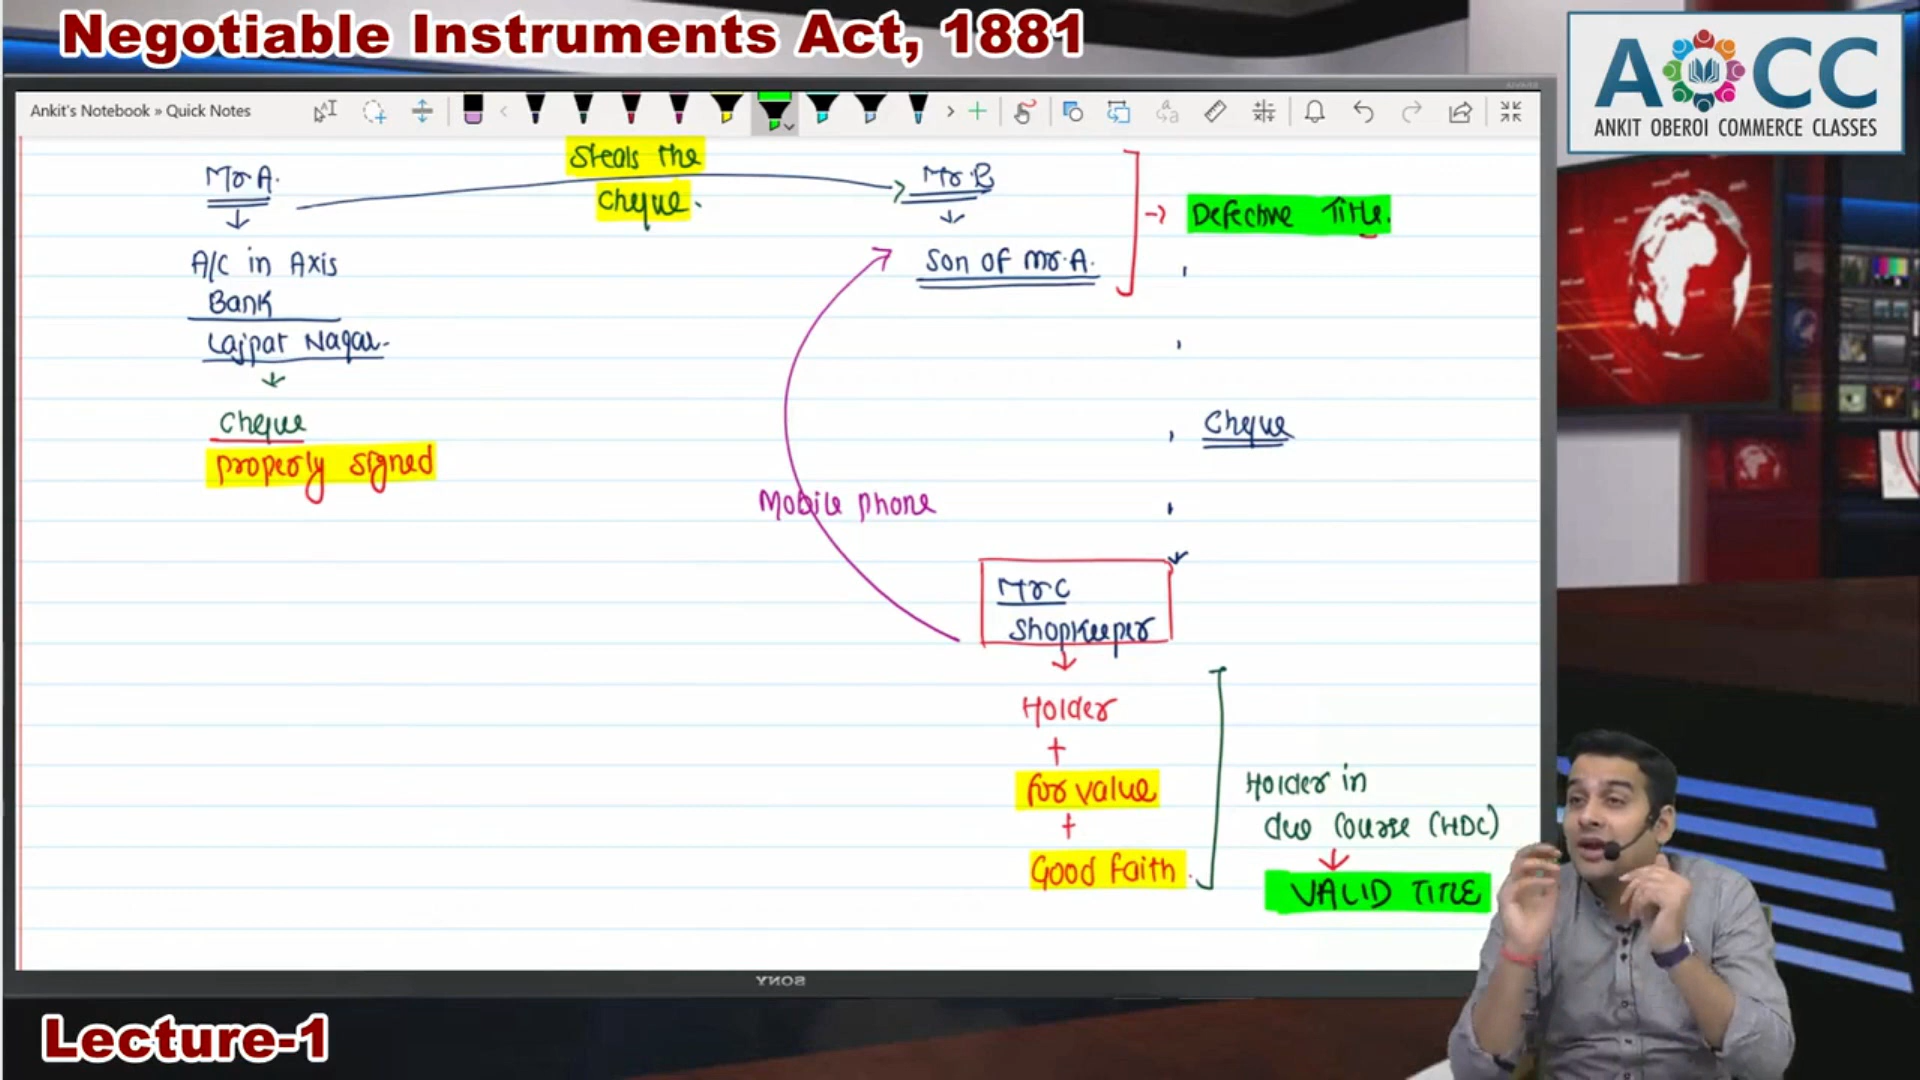 Negotiable Instruments Act, 1881
AOCC
ANKIT OBEROI COMMERCE CLASSES
Ankit's Notebook » Quick Notes
Steals the
Cheque.
Mr A.
Mr. B
Defective Title.
A/C in Axis
Bank
Lajpat Nagar.
Son of Mr. A.
Cheque
properly signed
Cheque
Mobile phone
Mr C
Shopkeeper
Holder
+
for value
+
Good faith.
Holder in
due course (HDC)
VALID TITLE
SONY
Lecture-1